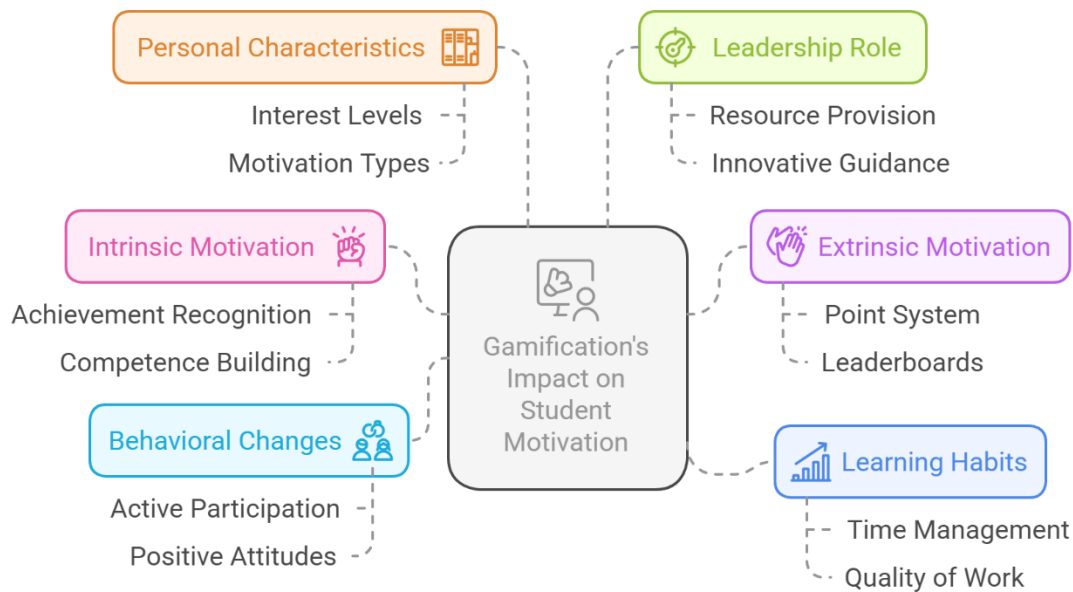 Personal Characteristics
Interest Levels
Motivation Types
Leadership Role
Resource Provision
Innovative Guidance
Intrinsic Motivation
Achievement Recognition
Competence Building
Extrinsic Motivation
Point System
Leaderboards
Gamification's
Impact on
Student
Motivation
Behavioral Changes
Active Participation
Positive Attitudes
Learning Habits
Time Management
Quality of Work